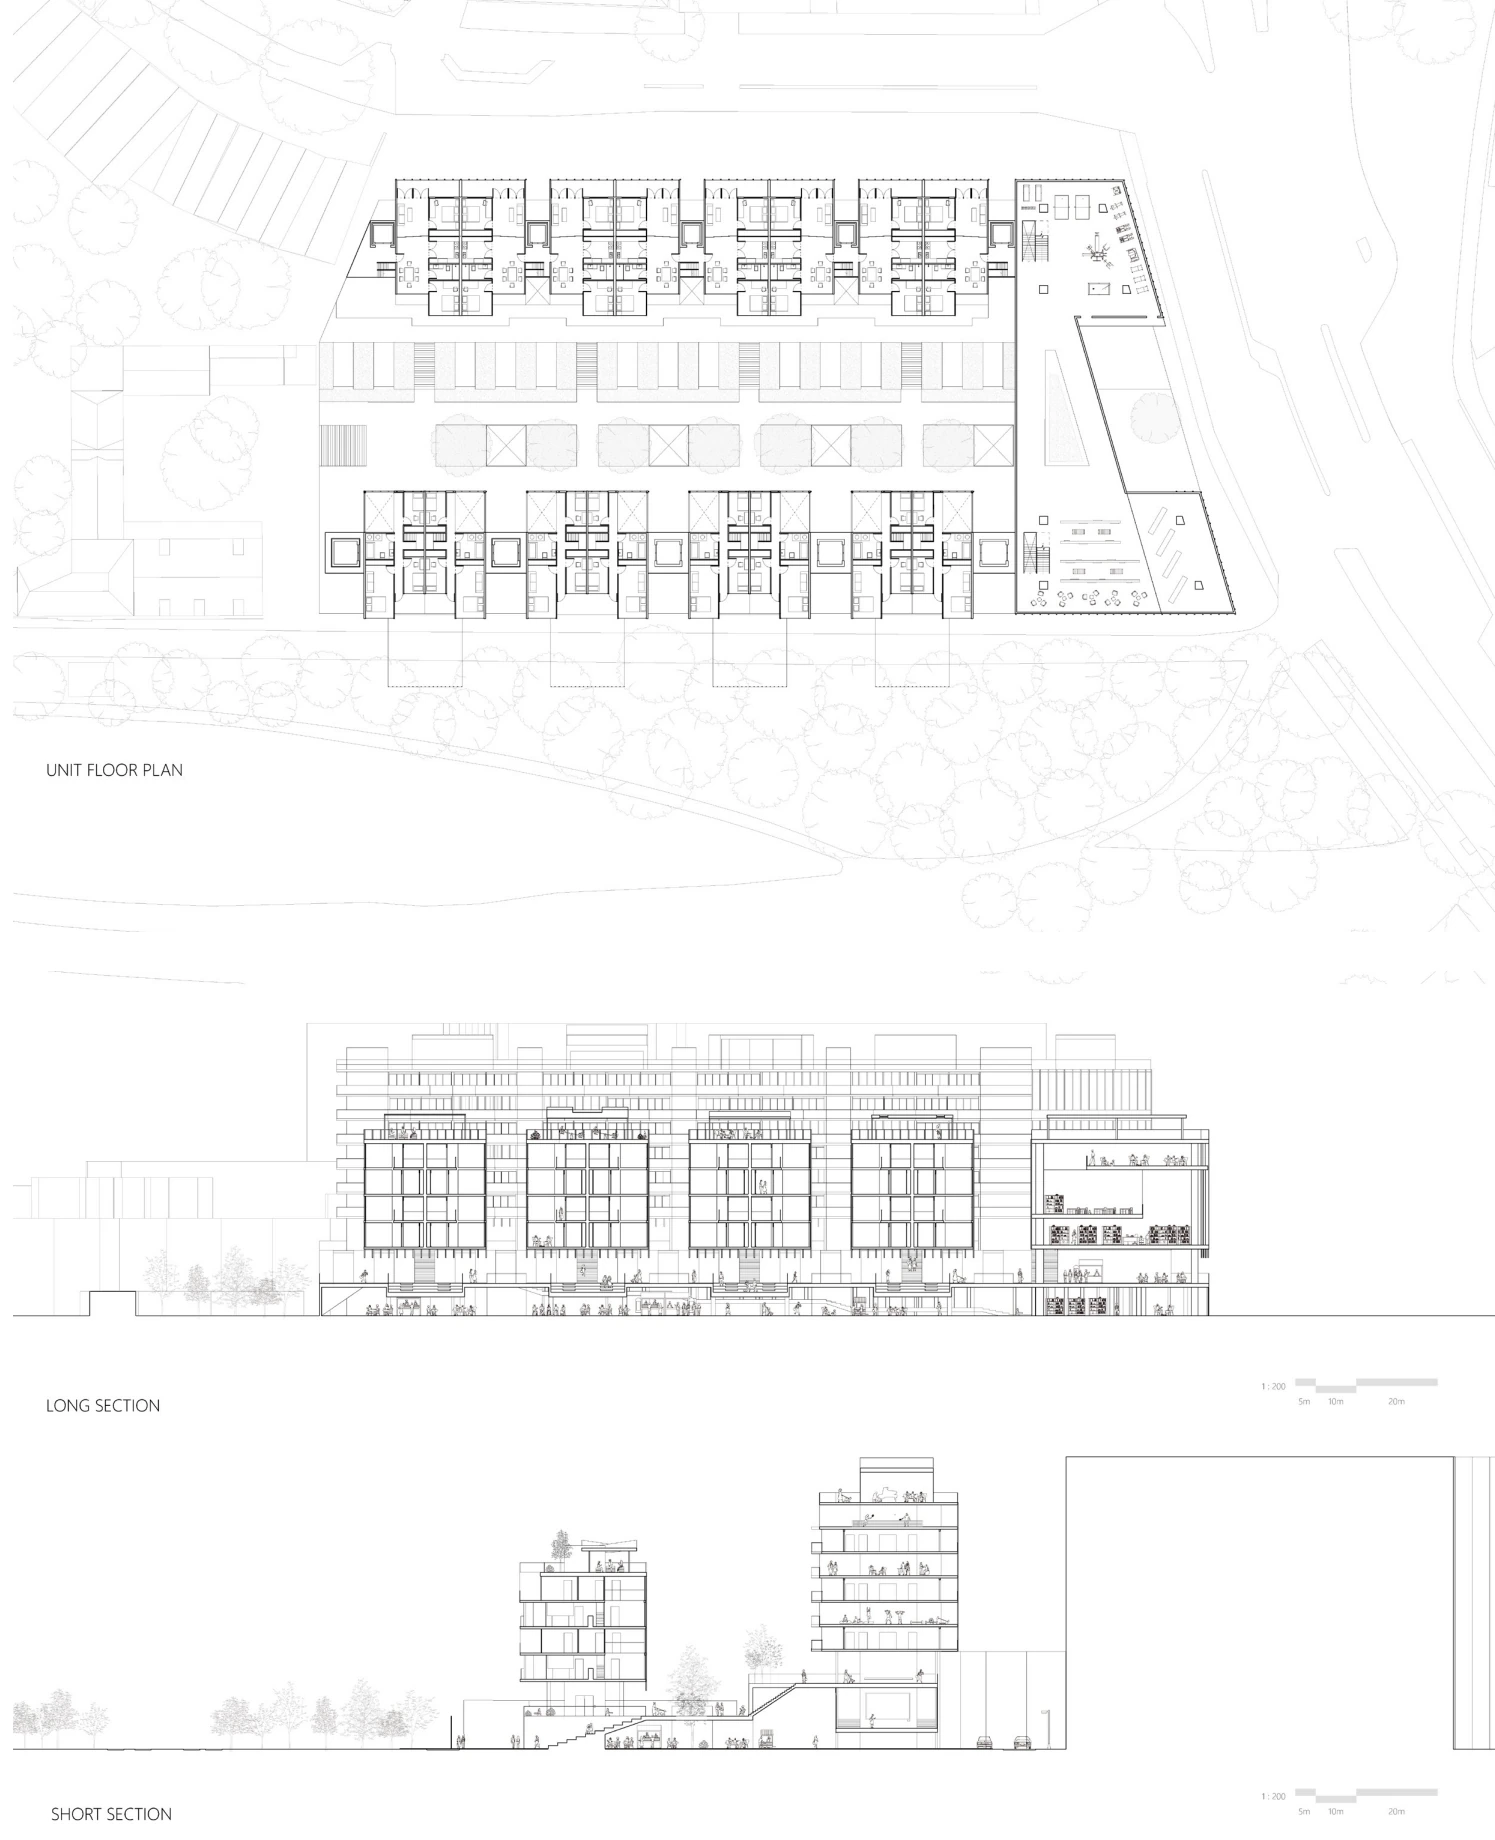 UNIT FLOOR PLAN
LONG SECTION
1 : 200
5m 10m 20m
SHORT SECTION
1 : 200
5m 10m 20m